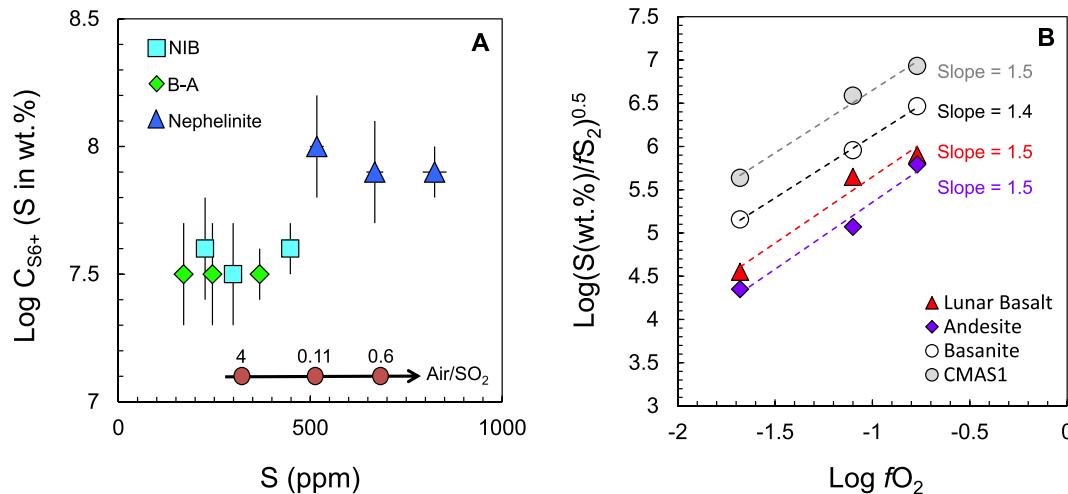 A
8.5
8
7.5
7
Log C_S6+ (S in wt.%)
NIB
B-A
Nephelinite
4 0.11 0.6
Air/SO₂
0 500 1000
S (ppm)
B
7.5
7
6.5
6
5.5
5
4.5
4
3.5
3
Log(S(wt.%)/fS₂)^0.5
Slope = 1.5
Slope = 1.4
Slope = 1.5
Slope = 1.5
Lunar Basalt
Andesite
Basanite
CMAS1
-2 -1.5 -1 -0.5 0
Log fO₂